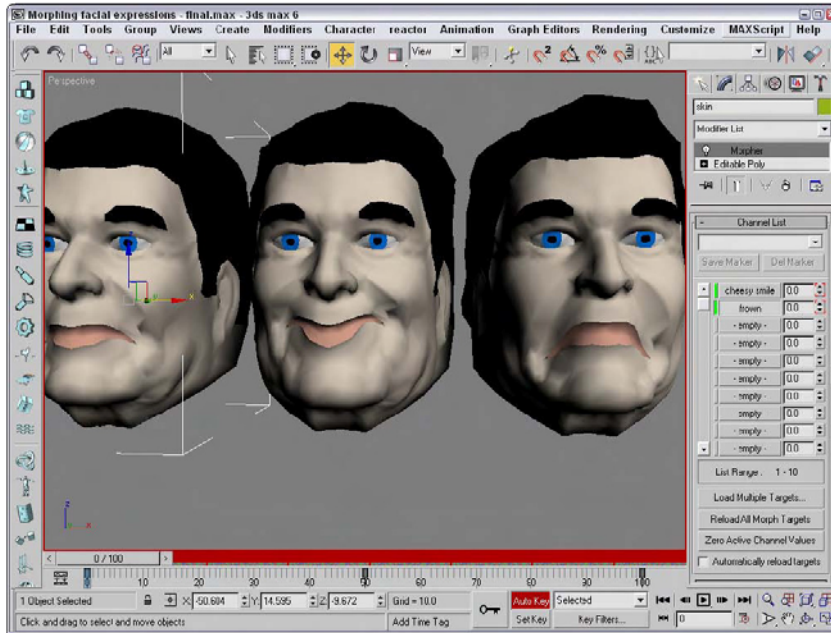 Morphing facial expressions - final.max - 3ds max 6
File Edit Tools Group Views Create Modifiers Character reactor Animation Graph Editors Rendering Customize MAXScript Help
All View
Perspective
skin
Modifier List
Morpher
Editable Poly
- Channel List
Save Marker Del Marker
cheesy smile 0.0
frown 0.0
- empty - 0.0
- empty - 0.0
- empty - 0.0
- empty - 0.0
- empty - 0.0
- empty - 0.0
- empty - 0.0
- empty - 0.0
List Range: 1 - 10
Load Multiple Targets...
Reload All Morph Targets
Zero Active Channel Values
Automatically reload targets
z
x
< 0 / 100 >
0 10 20 30 40 50 60 70 80 90 100
1 Object Selected X: -50.604 Y: 14.595 Z: -9.672 Grid = 10.0 Auto Key Selected
Click and drag to select and move objects Add Time Tag Set Key Key Filters... 0